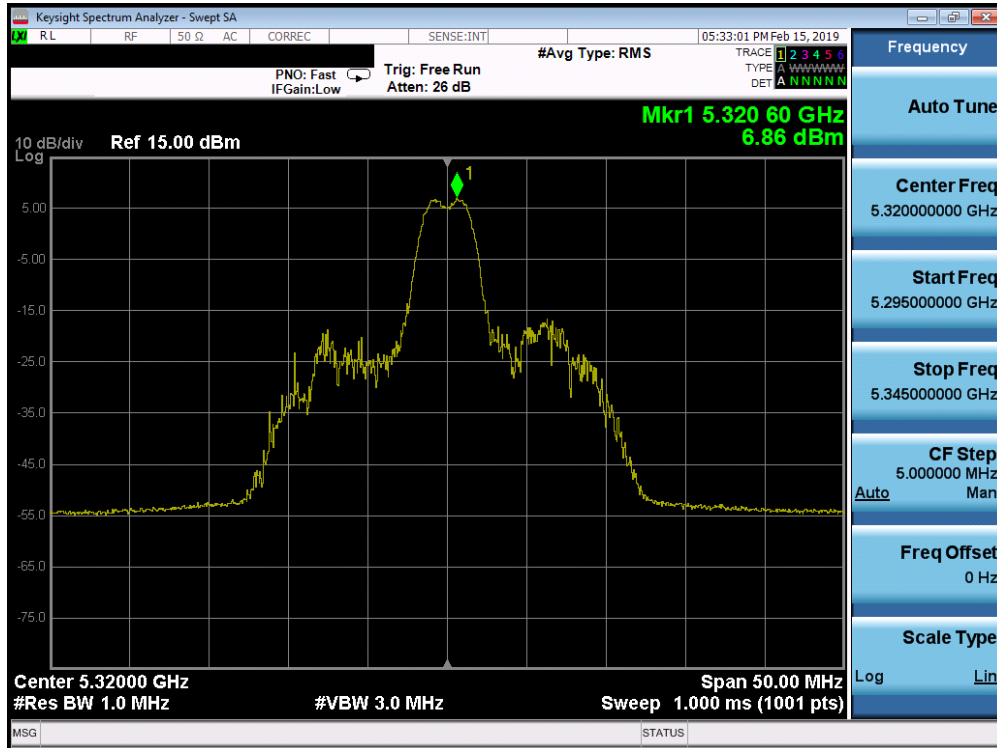 Keysight Spectrum Analyzer - Swept SA
LXI RL RF 50 Ω AC CORREC SENSE:INT 05:33:01 PM Feb 15, 2019
#Avg Type: RMS TRACE 1 2 3 4 5 6
PNO: Fast Trig: Free Run TYPE A WWWWW
IFGain:Low Atten: 26 dB DET A N N N N N
Mkr1 5.320 60 GHz
6.86 dBm
10 dB/div Ref 15.00 dBm
Log
1
5.00
-5.00
-15.0
-25.0
-35.0
-45.0
-55.0
-65.0
-75.0
Center 5.32000 GHz Span 50.00 MHz
#Res BW 1.0 MHz #VBW 3.0 MHz Sweep 1.000 ms (1001 pts)
MSG STATUS
Frequency
Auto Tune
Center Freq
5.320000000 GHz
Start Freq
5.295000000 GHz
Stop Freq
5.345000000 GHz
CF Step
5.000000 MHz
Auto Man
Freq Offset
0 Hz
Scale Type
Log Lin